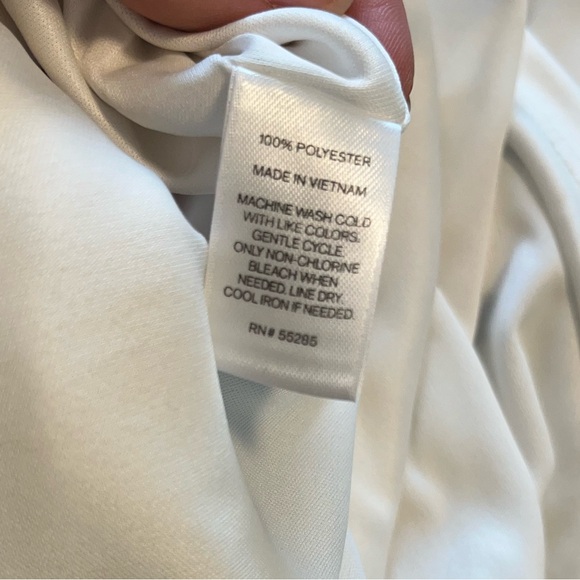 100% POLYESTER
MADE IN VIETNAM
MACHINE WASH COLD
WITH LIKE COLORS.
GENTLE CYCLE.
ONLY NON-CHLORINE
BLEACH WHEN
NEEDED. LINE DRY.
COOL IRON IF NEEDED.
RN# 55285